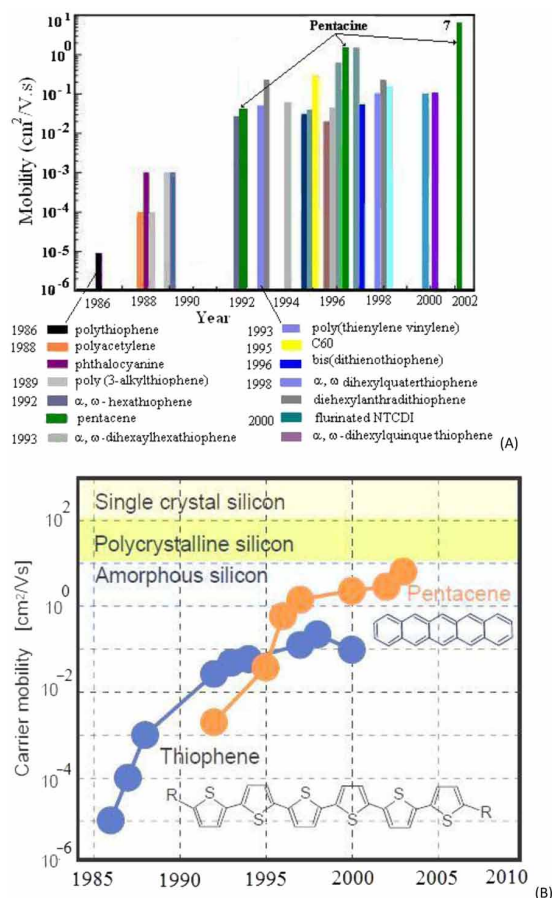 Pentacine
7
Mobility (cm²/V.s)
10¹
10⁰
10⁻¹
10⁻²
10⁻³
10⁻⁴
10⁻⁵
10⁻⁶
1986 1988 1990 1992 1994 1996 1998 2000 2002
Year
1986 polythiophene
1988 polyacetylene
phthalocyanine
1989 poly (3-alkylthiophene)
1992 α, ω - hexathiophene
pentacene
1993 α, ω-dihexaylhexathiophene
1993 poly(thienylene vinylene)
1995 C60
1996 bis(dithienothiophene)
1998 α, ω dihexylquaterthiophene
diehexylanthradithiophene
2000 flurinated NTCDI
α, ω-dihexylquinque thiophene
(A)
Carrier mobility [cm²/Vs]
Single crystal silicon
10²
Polycrystalline silicon
Amorphous silicon
10⁰
Pentacene
10⁻²
Thiophene
10⁻⁴
R S S S S S S R
10⁻⁶
1985 1990 1995 2000 2005 2010
(B)